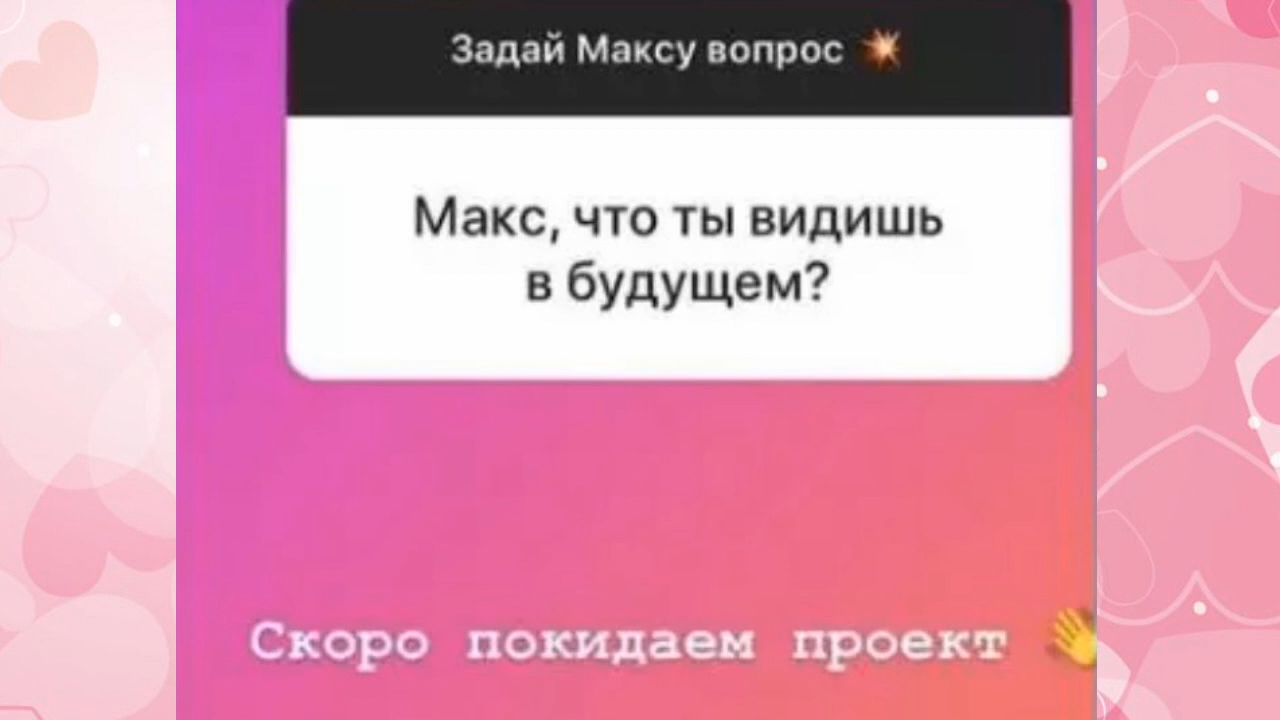 Задай Максу вопрос 💥
Макс, что ты видишь
в будущем?
Скоро покидаем проект 👋